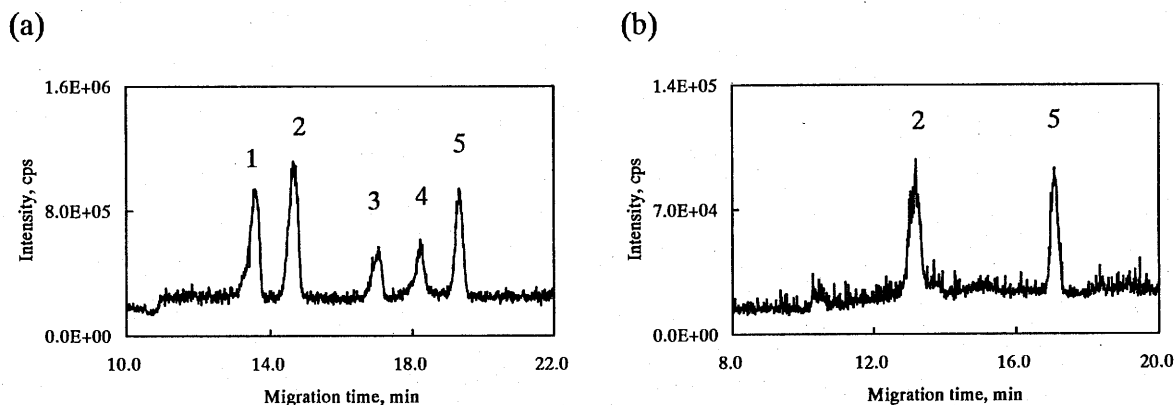 (a)
1.6E+06
8.0E+05
0.0E+00
Intensity, cps
1
2
3
4
5
10.0 14.0 18.0 22.0
Migration time, min
(b)
1.4E+05
7.0E+04
0.0E+00
Intensity, cps
2
5
8.0 12.0 16.0 20.0
Migration time, min